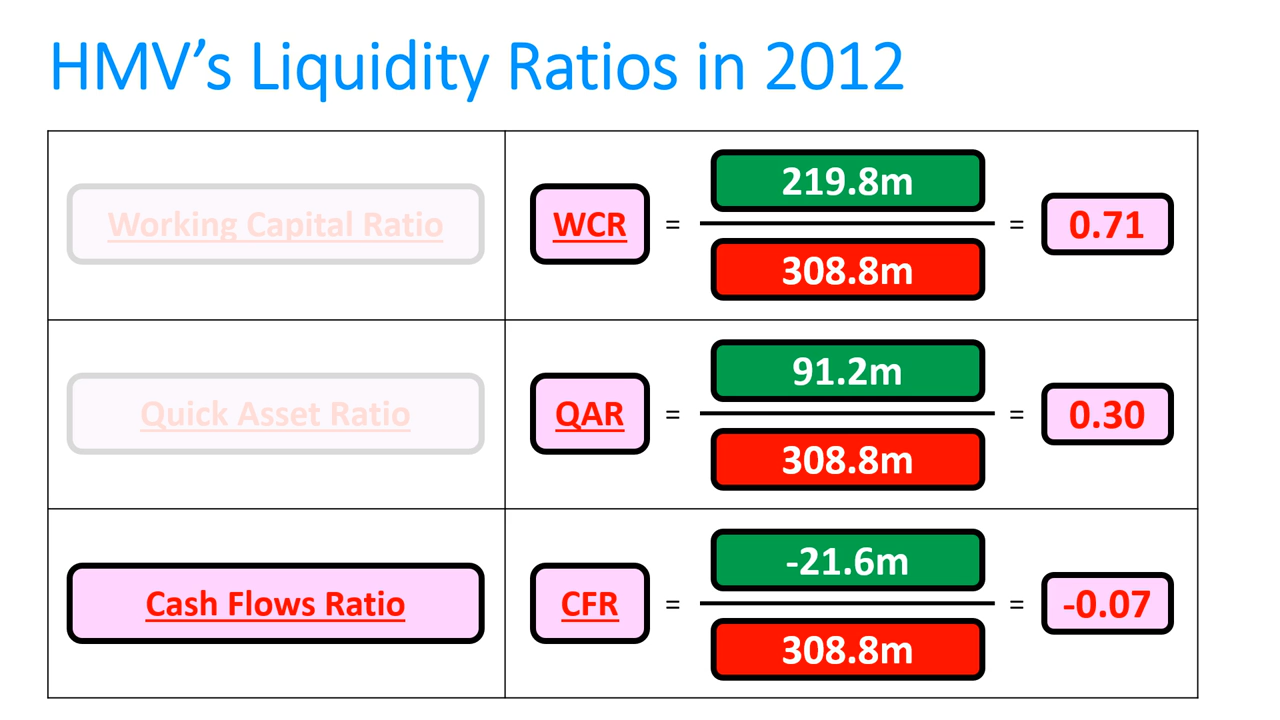 HMV’s Liquidity Ratios in 2012
Working Capital Ratio
WCR = 219.8m / 308.8m = 0.71
Quick Asset Ratio
QAR = 91.2m / 308.8m = 0.30
Cash Flows Ratio
CFR = -21.6m / 308.8m = -0.07